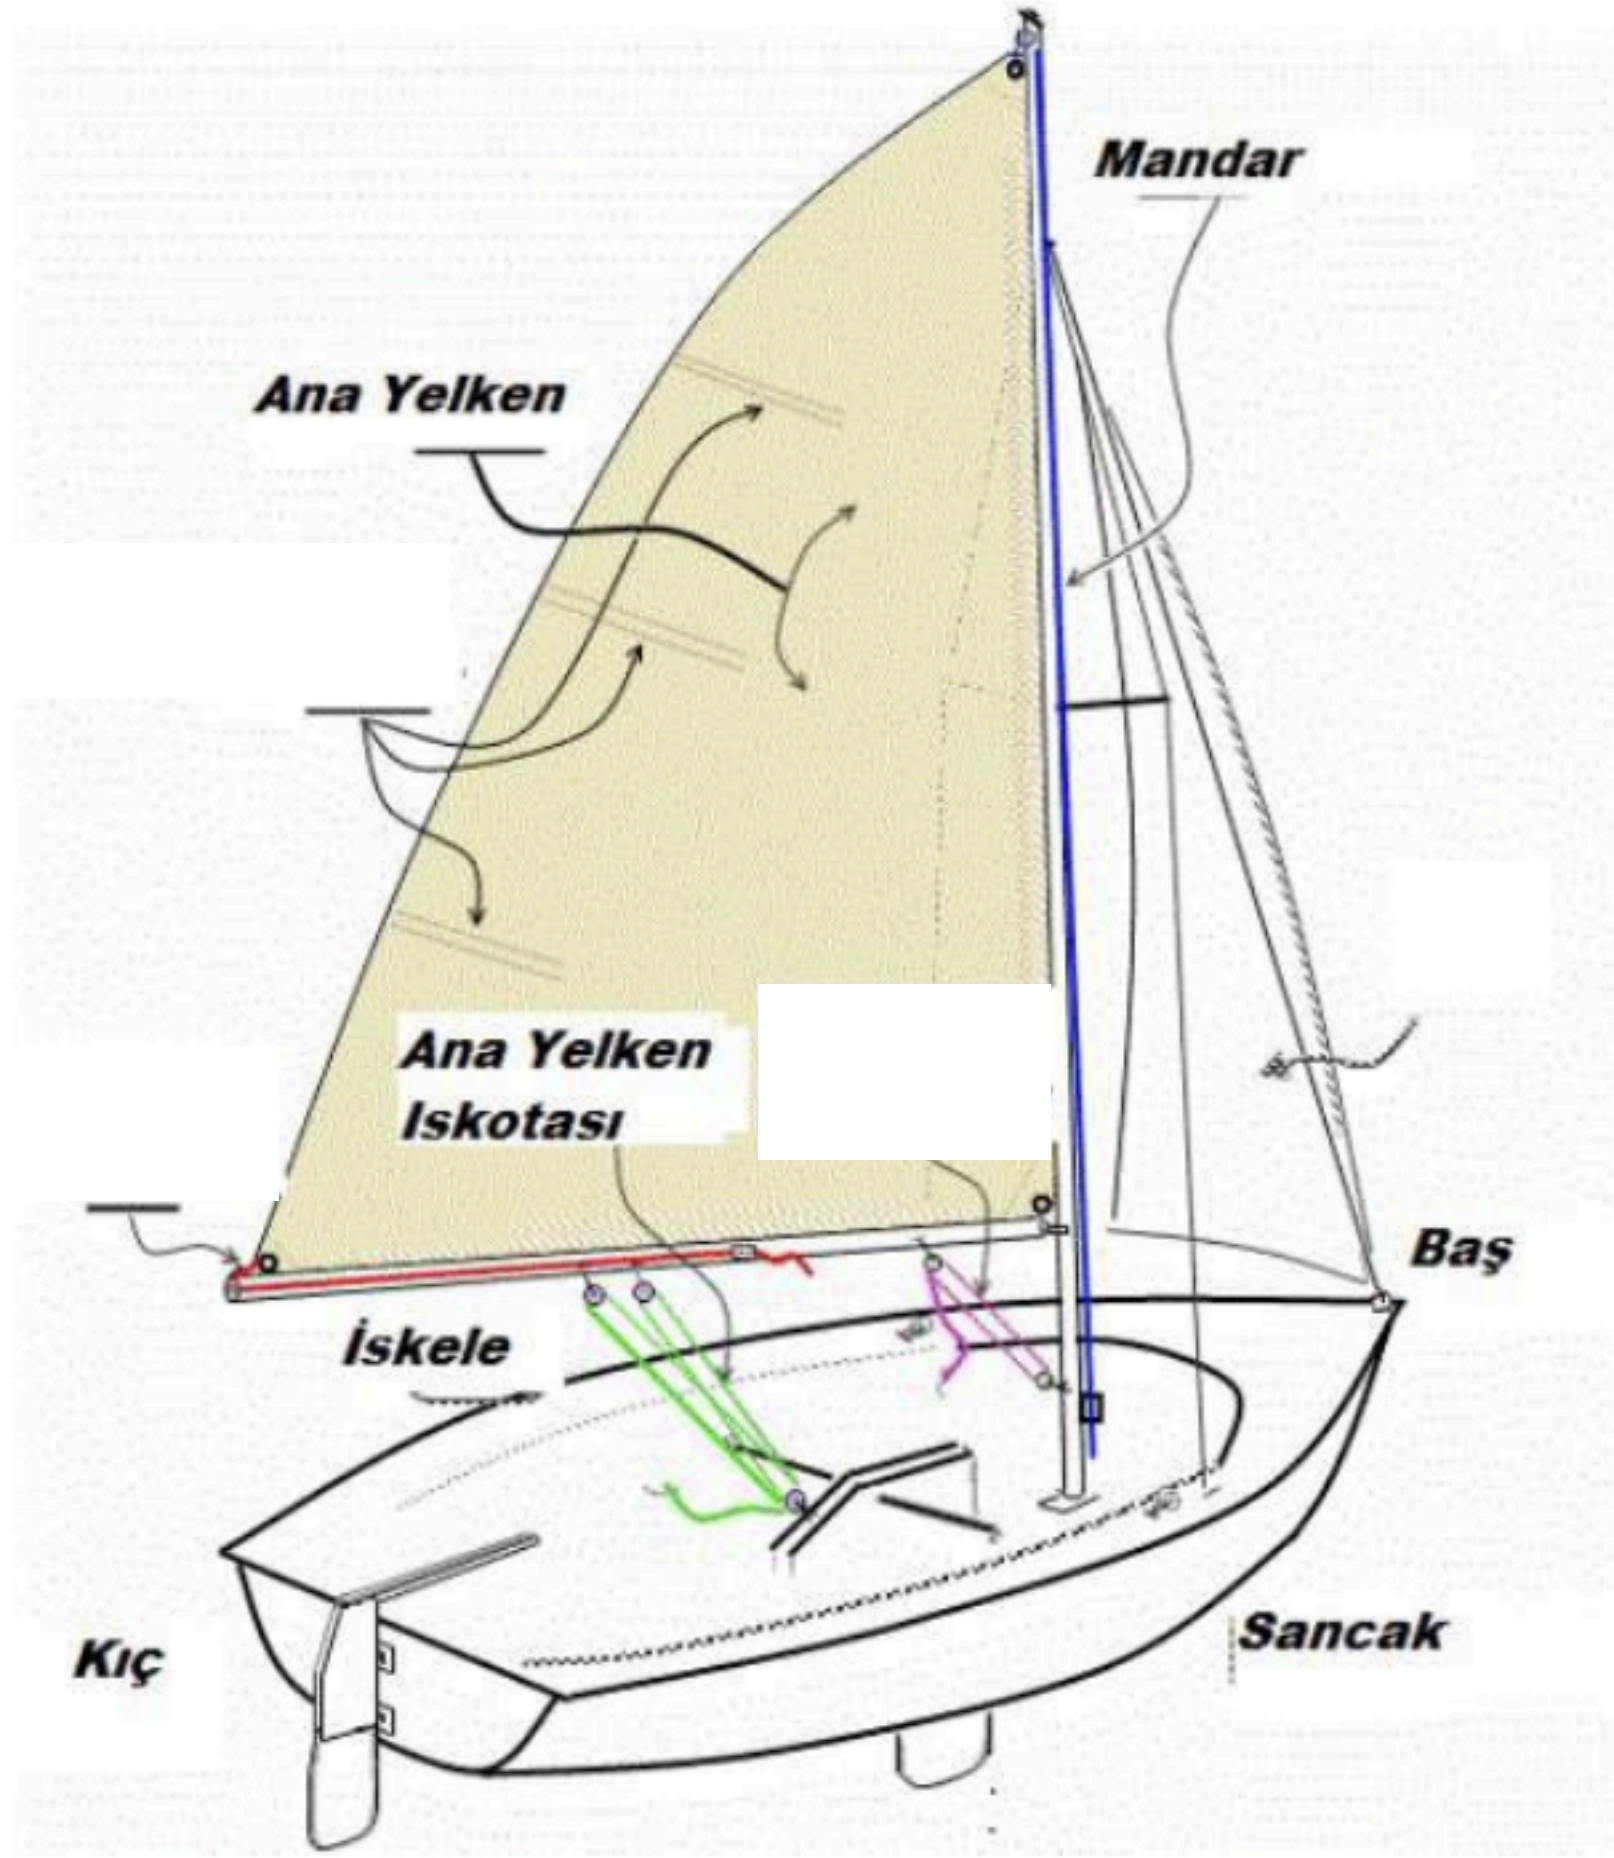 Mandar
Ana Yelken
Ana Yelken
Iskotası
Baş
İskele
Sancak
Kıç